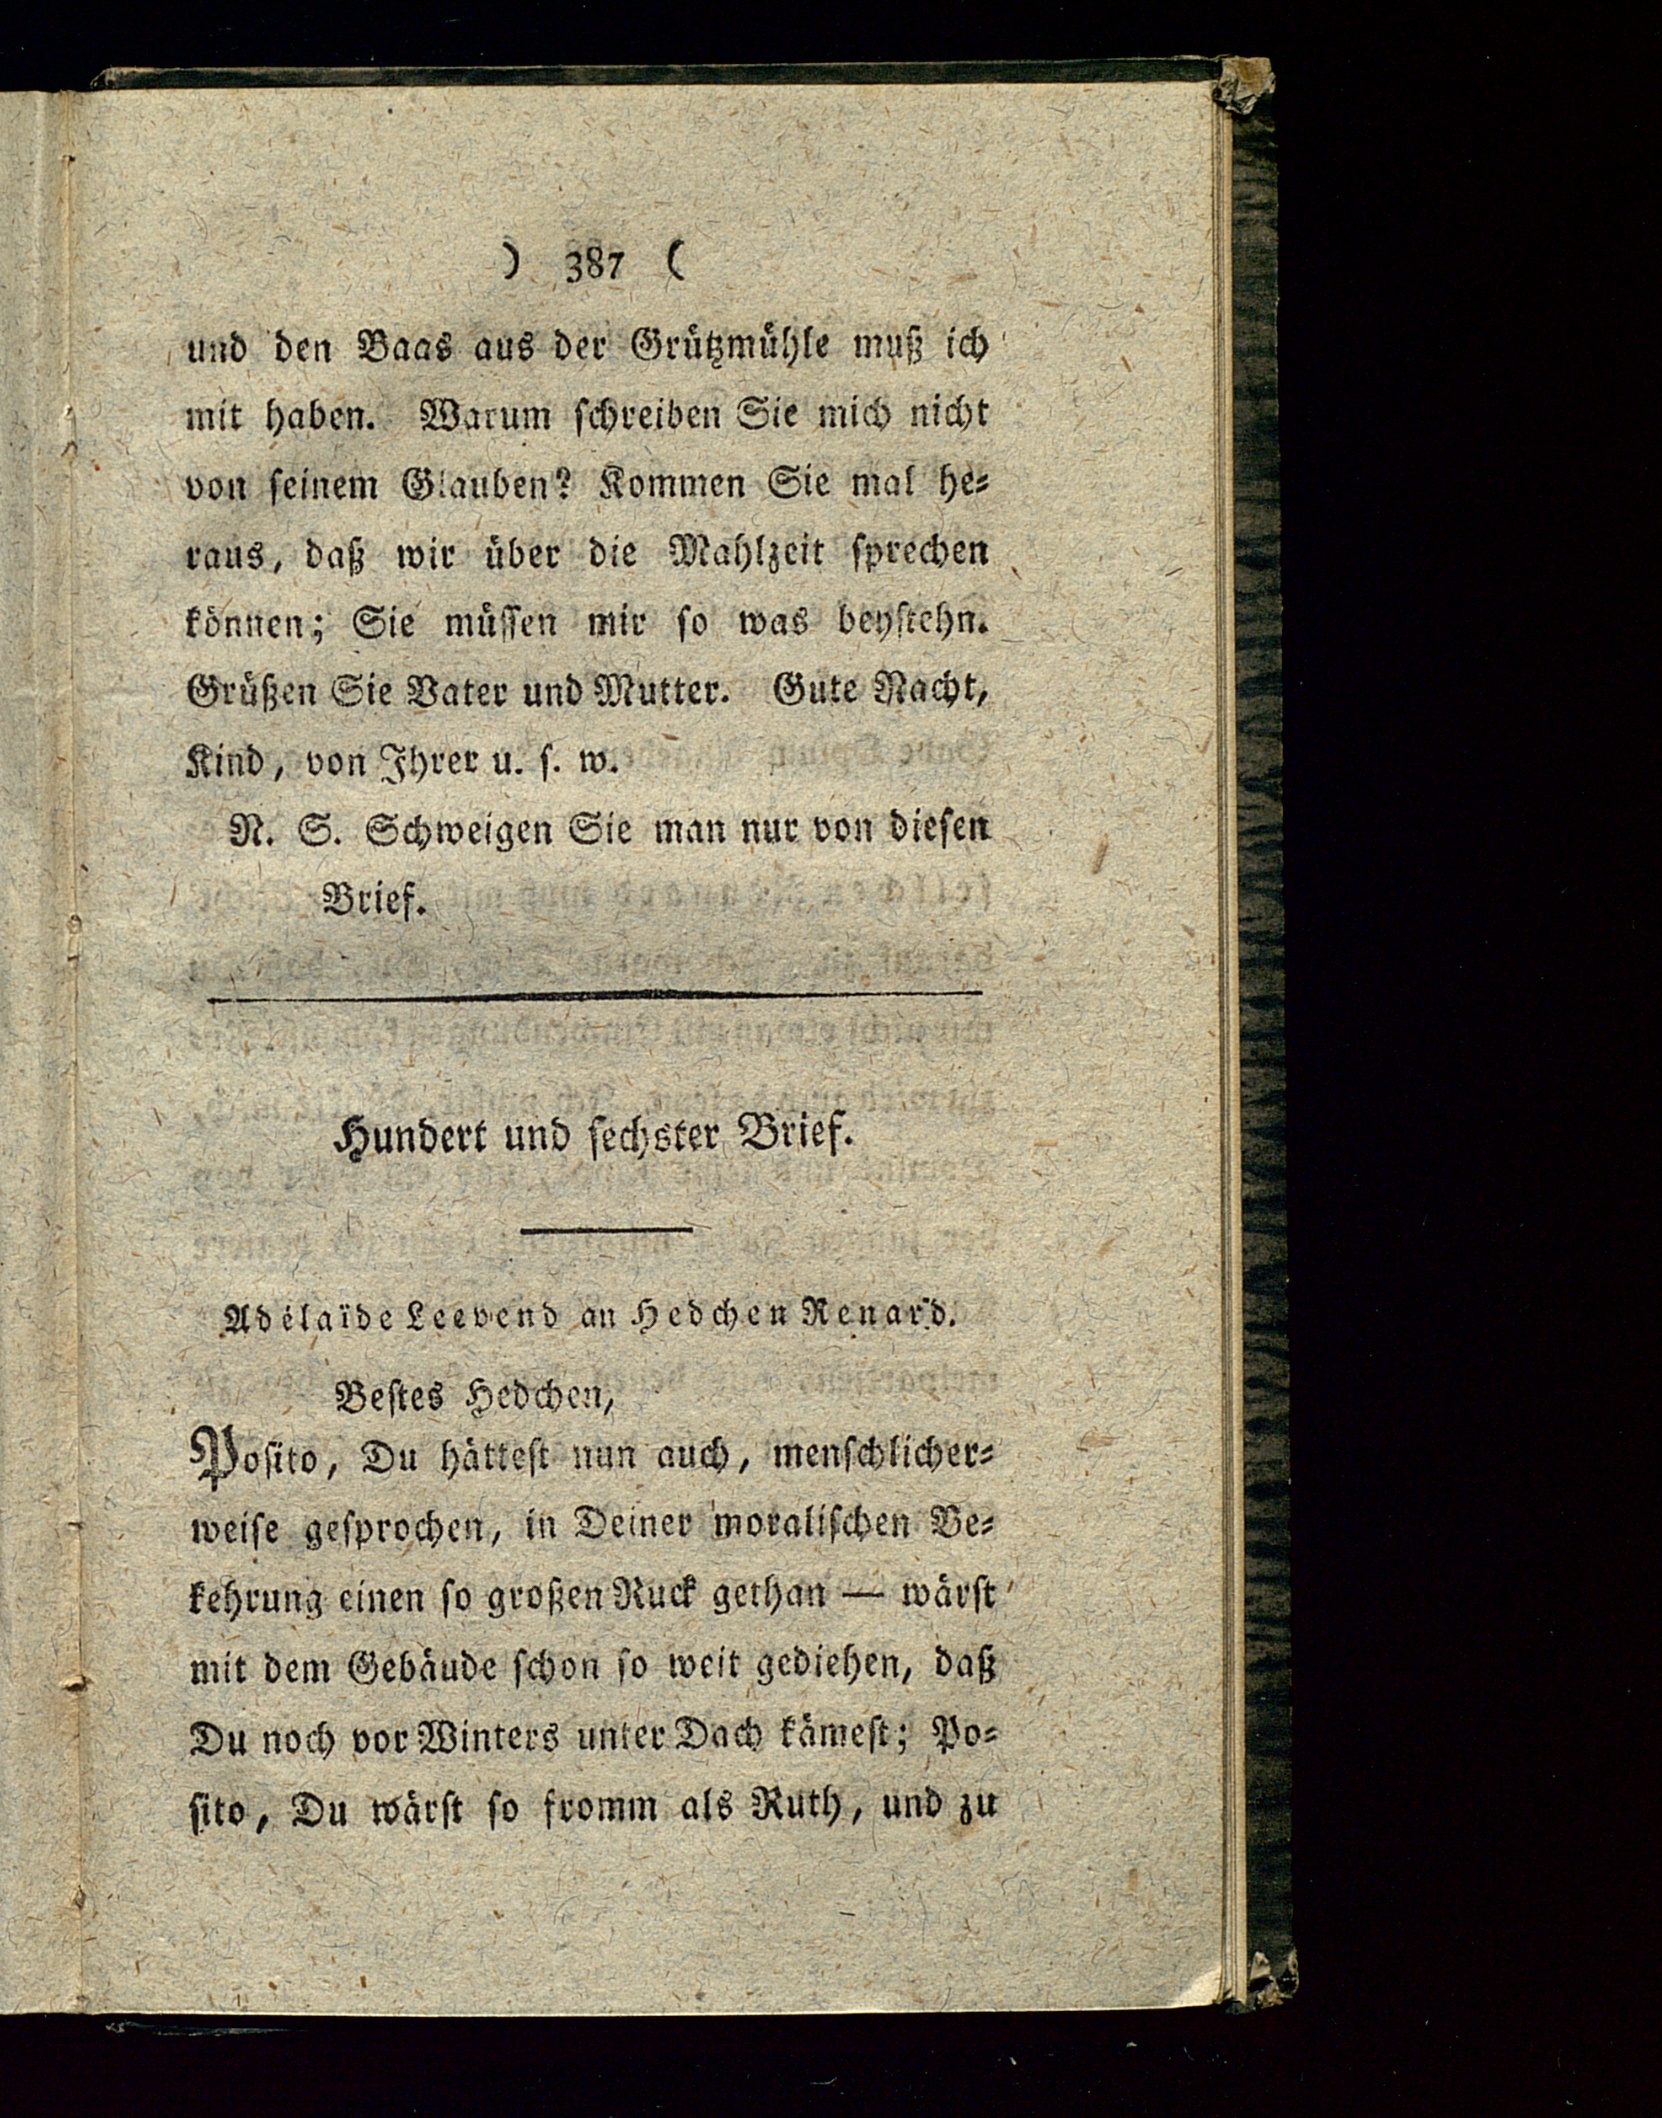 ) 387 (
und den Baas aus der Grützmühle muß ich
mit haben. Warum ſchreiben Sie mich nicht
von ſeinem Glauben? Kommen Sie mal he⸗
raus, daß wir über die Mahlzeit ſprechen
können; Sie müſſen mir ſo was beyſtehn.
Grüßen Sie Vater und Mutter. Gute Nacht,
Kind, von Ihrer u. ſ. w.
N. S. Schweigen Sie man nur von dieſen
Brief.
Hundert und ſechster Brief.
Adélaïde Leevend an Hedchen Renard.
Beſtes Hedchen,
Poſito, Du hätteſt nun auch, menſchlicher⸗
weiſe geſprochen, in Deiner moraliſchen Be⸗
kehrung einen ſo großen Ruck gethan — wärſt
mit dem Gebäude ſchon ſo weit gediehen, daß
Du noch vor Winters unter Dach kämeſt; Po⸗
ſito, Du wärſt ſo fromm als Ruth, und zu